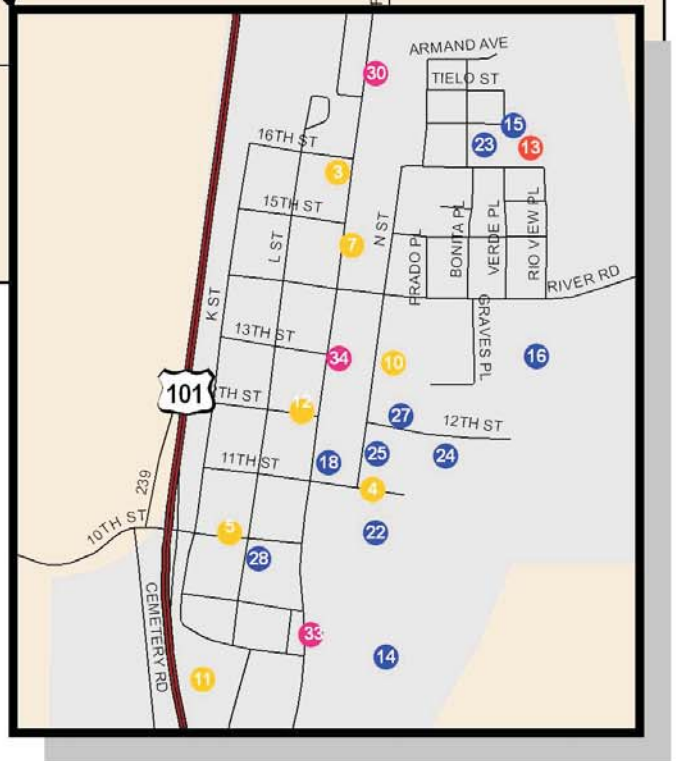 ARMAND AVE
30
TIELO ST
15
16TH ST
23
13
3
15TH ST
7
L ST
N ST
PRADO PL
BONITA PL
VERDE PL
RIO VIEW PL
RIVER RD
K ST
13TH ST
34
10
GRAVES PL
16
101
TH ST
12
27
12TH ST
11TH ST
18
25
24
239
4
10TH ST
5
22
28
CEMETERY RD
33
14
11